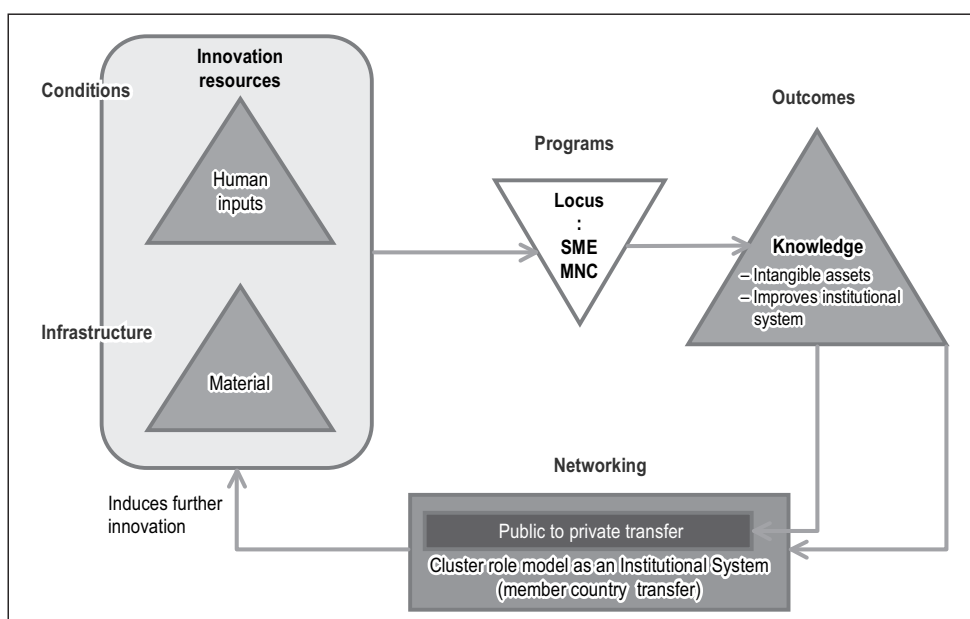 Innovation
resources
Conditions
Human
inputs
Infrastructure
Material
Programs
Locus
:
SME
MNC
Outcomes
Knowledge
– Intangible assets
– Improves institutional
system
Networking
Public to private transfer
Cluster role model as an Institutional System
(member country transfer)
Induces further
innovation